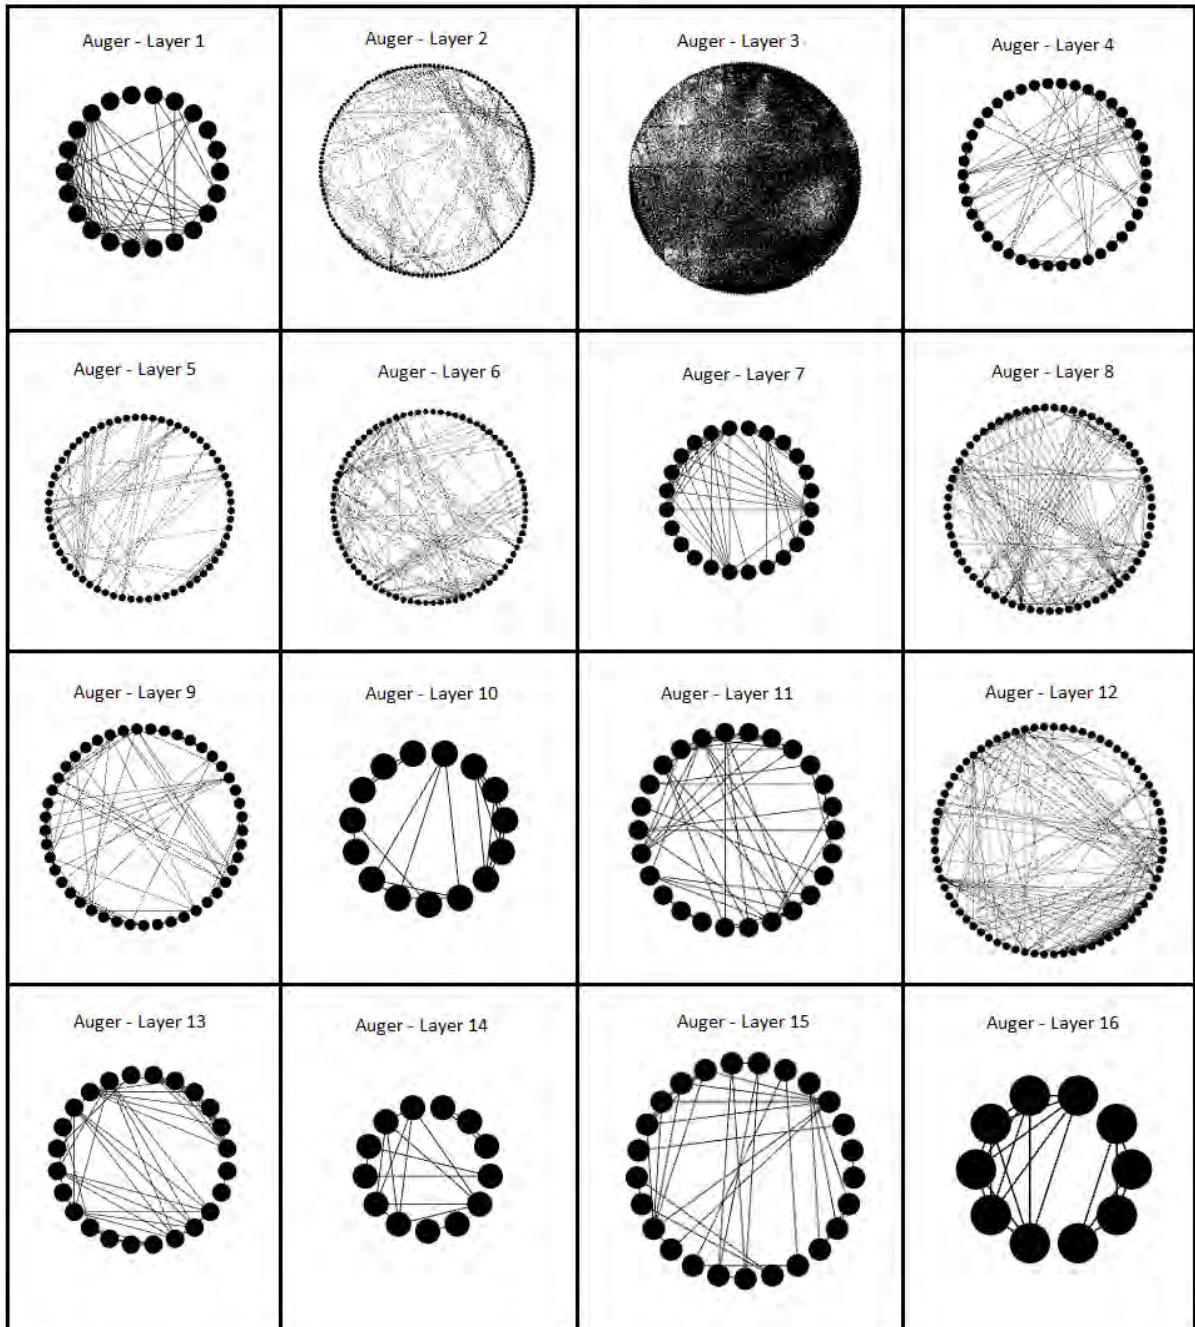 Auger - Layer 1
Auger - Layer 2
Auger - Layer 3
Auger - Layer 4
Auger - Layer 5
Auger - Layer 6
Auger - Layer 7
Auger - Layer 8
Auger - Layer 9
Auger - Layer 10
Auger - Layer 11
Auger - Layer 12
Auger - Layer 13
Auger - Layer 14
Auger - Layer 15
Auger - Layer 16